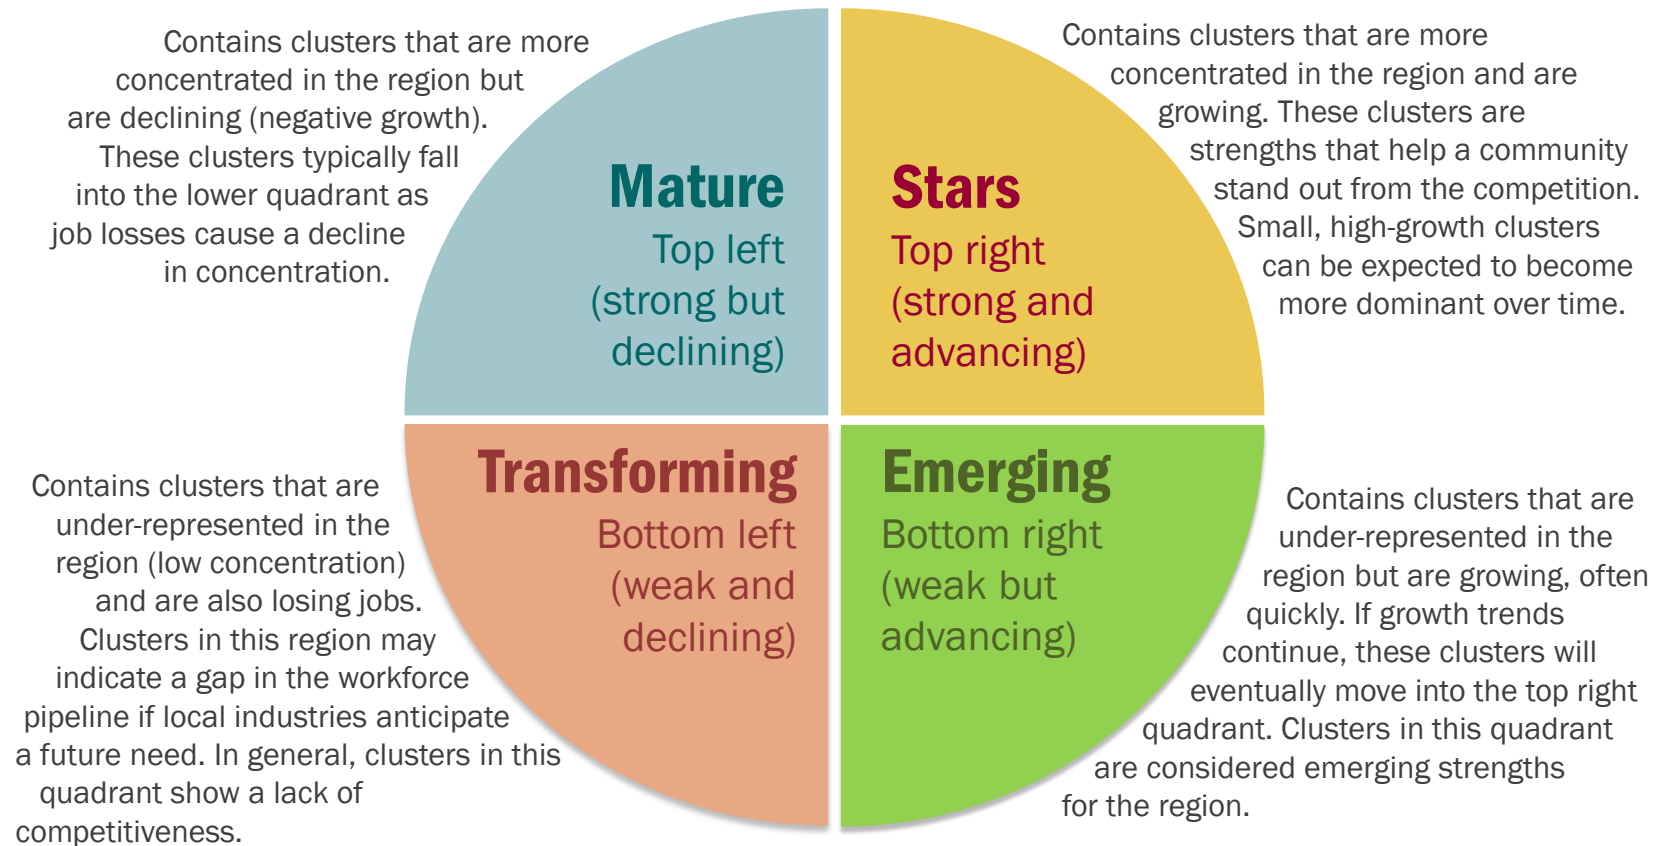 Contains clusters that are more
concentrated in the region but
are declining (negative growth).
These clusters typically fall
into the lower quadrant as
job losses cause a decline
in concentration.
Mature
Top left
(strong but
declining)
Stars
Top right
(strong and
advancing)
Contains clusters that are more
concentrated in the region and are
growing. These clusters are
strengths that help a community
stand out from the competition.
Small, high-growth clusters
can be expected to become
more dominant over time.
Contains clusters that are
under-represented in the
region (low concentration)
and are also losing jobs.
Clusters in this region may
indicate a gap in the workforce
pipeline if local industries anticipate
a future need. In general, clusters in this
quadrant show a lack of
competitiveness.
Transforming
Bottom left
(weak and
declining)
Emerging
Bottom right
(weak but
advancing)
Contains clusters that are
under-represented in the
region but are growing, often
quickly. If growth trends
continue, these clusters will
eventually move into the top right
quadrant. Clusters in this quadrant
are considered emerging strengths
for the region.